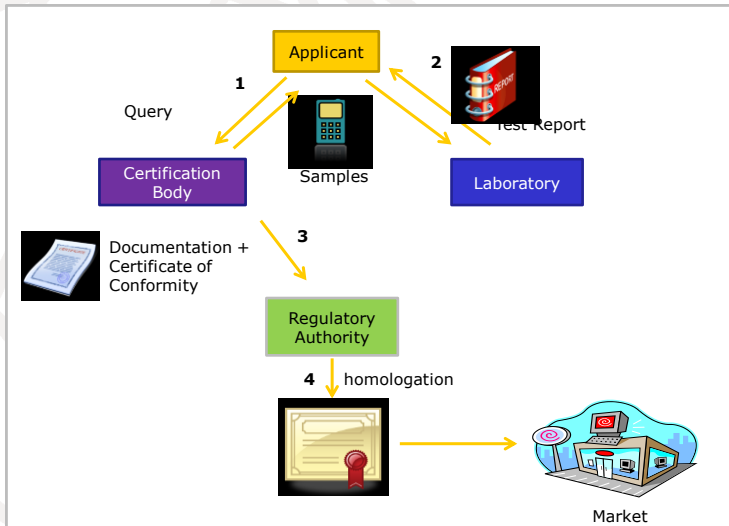 Applicant
1
2
REPORT
Query
Test Report
Certification
Body
Samples
Laboratory
3
Documentation +
Certificate of
Conformity
Regulatory
Authority
4 homologation
Market